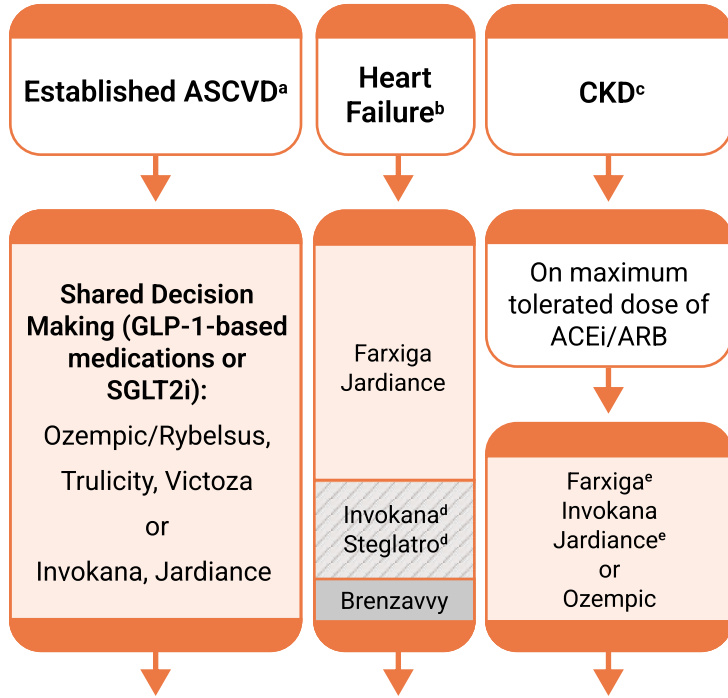 Established ASCVDᵃ
Shared Decision
Making (GLP-1-based
medications or
SGLT2i):
Ozempic/Rybelsus,
Trulicity, Victoza
or
Invokana, Jardiance
Heart
Failureᵇ
Farxiga
Jardiance
Invokanaᵈ
Steglatroᵈ
Brenzavvy
CKDᶜ
On maximum
tolerated dose of
ACEi/ARB
Farxigaᵉ
Invokana
Jardianceᵉ
or
Ozempic